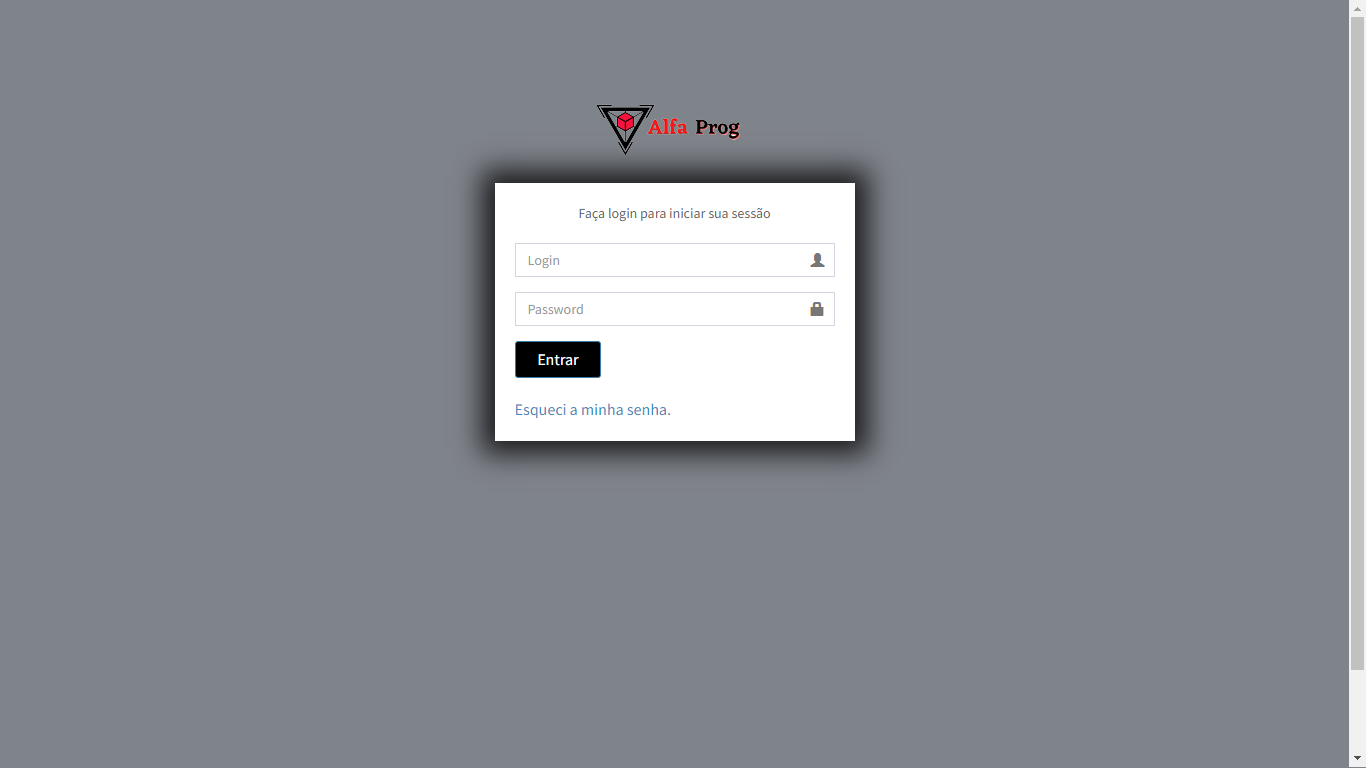 Alfa Prog
Faça login para iniciar sua sessão
Login
Password
Entrar
Esqueci a minha senha.